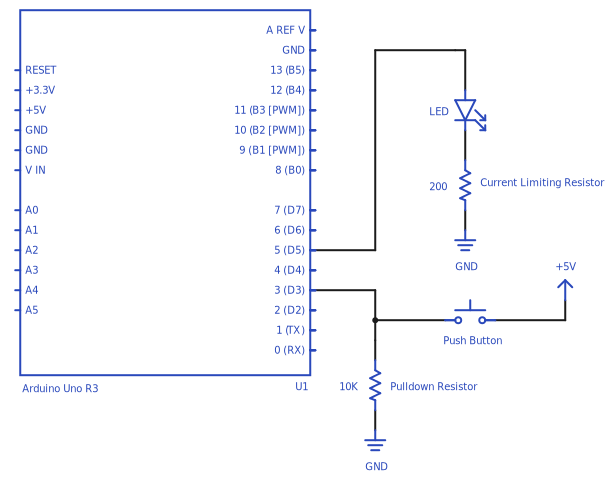 A REF V
GND
RESET
13 (B5)
+3.3V
12 (B4)
+5V
11 (B3 [PWM])
GND
10 (B2 [PWM])
GND
9 (B1 [PWM])
V IN
8 (B0)
A0
7 (D7)
A1
6 (D6)
A2
5 (D5)
A3
4 (D4)
A4
3 (D3)
A5
2 (D2)
1 (TX)
0 (RX)
Arduino Uno R3
U1
LED
200
Current Limiting Resistor
GND
+5V
Push Button
10K
Pulldown Resistor
GND